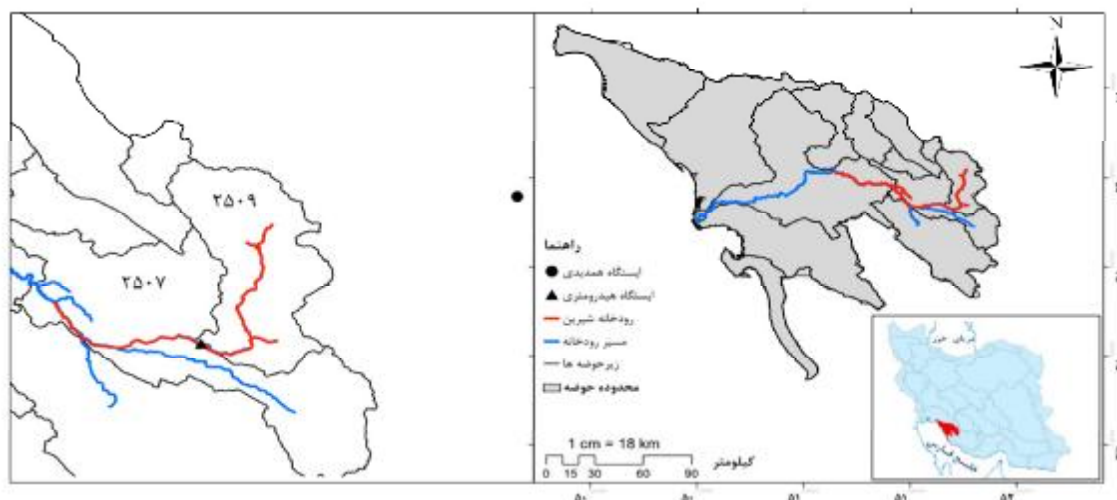 ۲۵۰۹
۲۵۰۷
راهنما
ایستگاه همدیدی
ایستگاه هیدرومتری
رودخانه شیرین
مسیر رودخانه
زیرحوضه ها
محدوده حوضه
1 cm = 18 km
0 15 30 60 90
کیلومتر